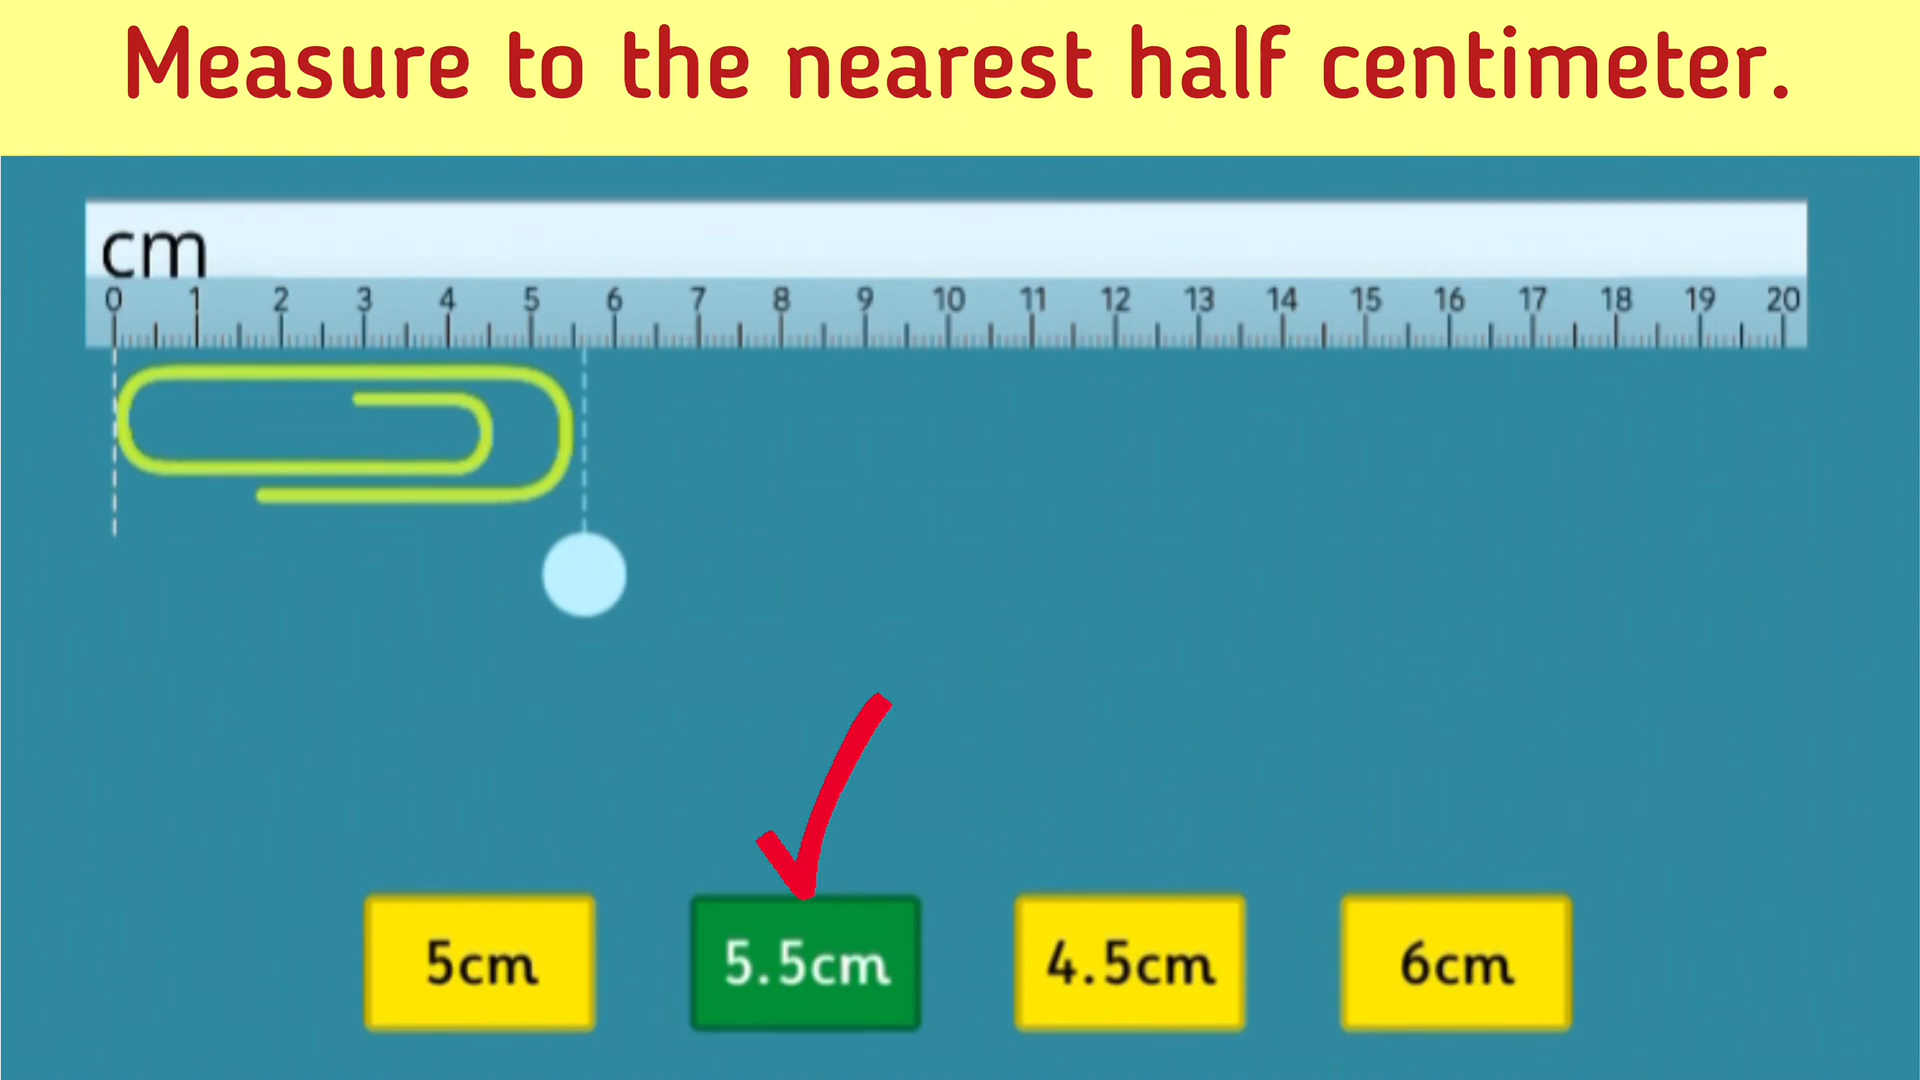 Measure to the nearest half centimeter.
cm
0 1 2 3 4 5 6 7 8 9 10 11 12 13 14 15 16 17 18 19 20
5cm 5.5cm 4.5cm 6cm